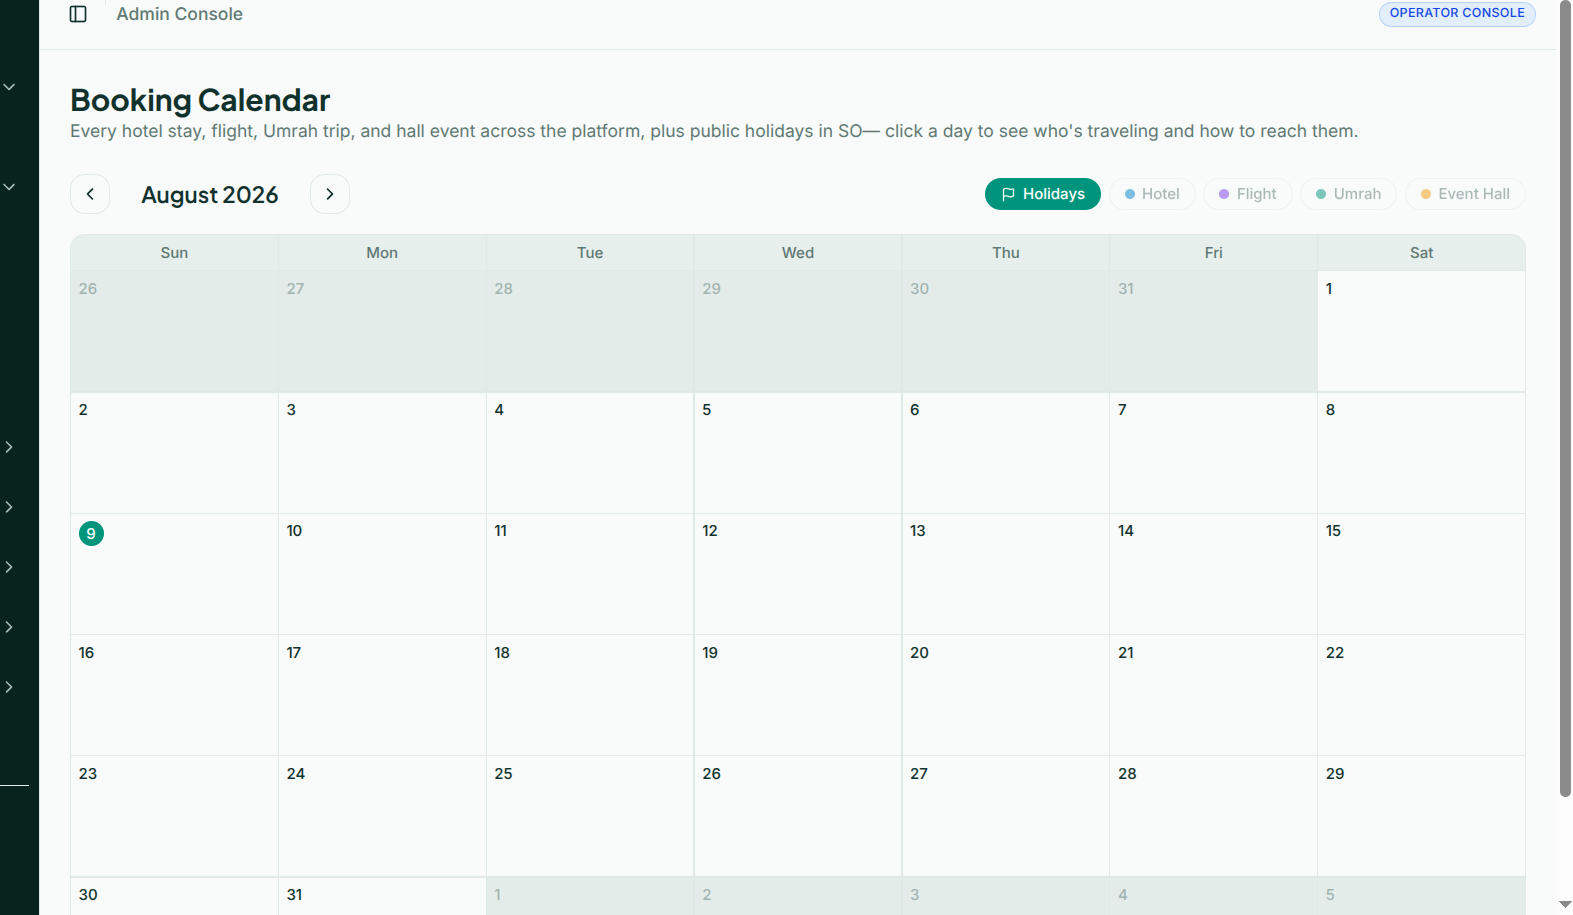 Admin Console
OPERATOR CONSOLE
Booking Calendar
Every hotel stay, flight, Umrah trip, and hall event across the platform, plus public holidays in SO— click a day to see who's traveling and how to reach them.
August 2026
Holidays Hotel Flight Umrah Event Hall
Sun Mon Tue Wed Thu Fri Sat
26 27 28 29 30 31 1
2 3 4 5 6 7 8
9 10 11 12 13 14 15
16 17 18 19 20 21 22
23 24 25 26 27 28 29
30 31 1 2 3 4 5